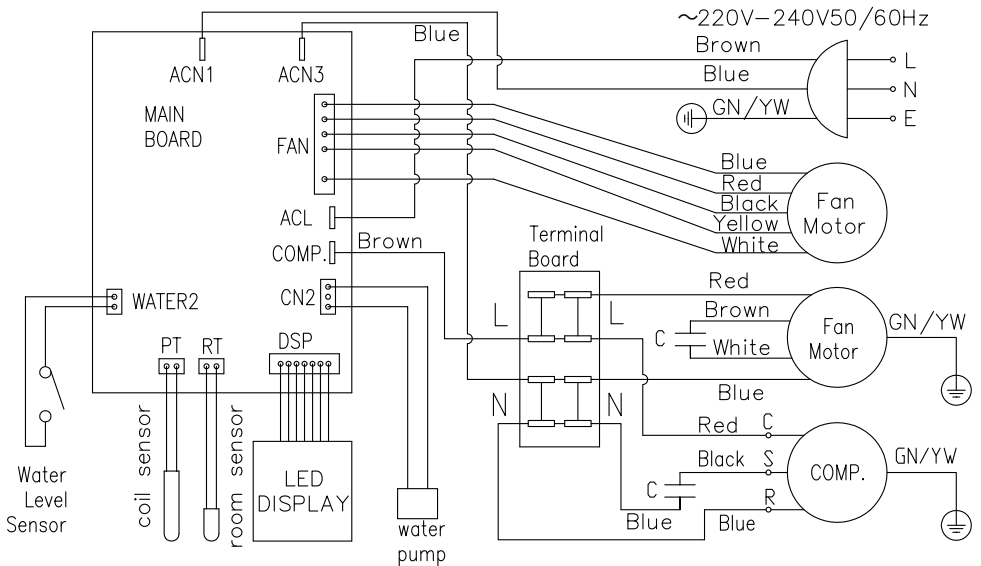 ~220V-240V50/60Hz
Blue
Brown
L
ACN1
ACN3
Blue
N
MAIN
BOARD
GN/YW
E
FAN
Blue
Red
Black
Yellow
White
Fan
Motor
ACL
COMP.
Brown
Terminal
Board
WATER2
CN2
L
L
Red
Brown
C
White
Blue
Fan
Motor
GN/YW
PT
RT
DSP
N
N
Red
C
Black
S
C
R
Blue
Blue
COMP.
GN/YW
coil sensor
room sensor
LED
DISPLAY
Water
Level
Sensor
water
pump